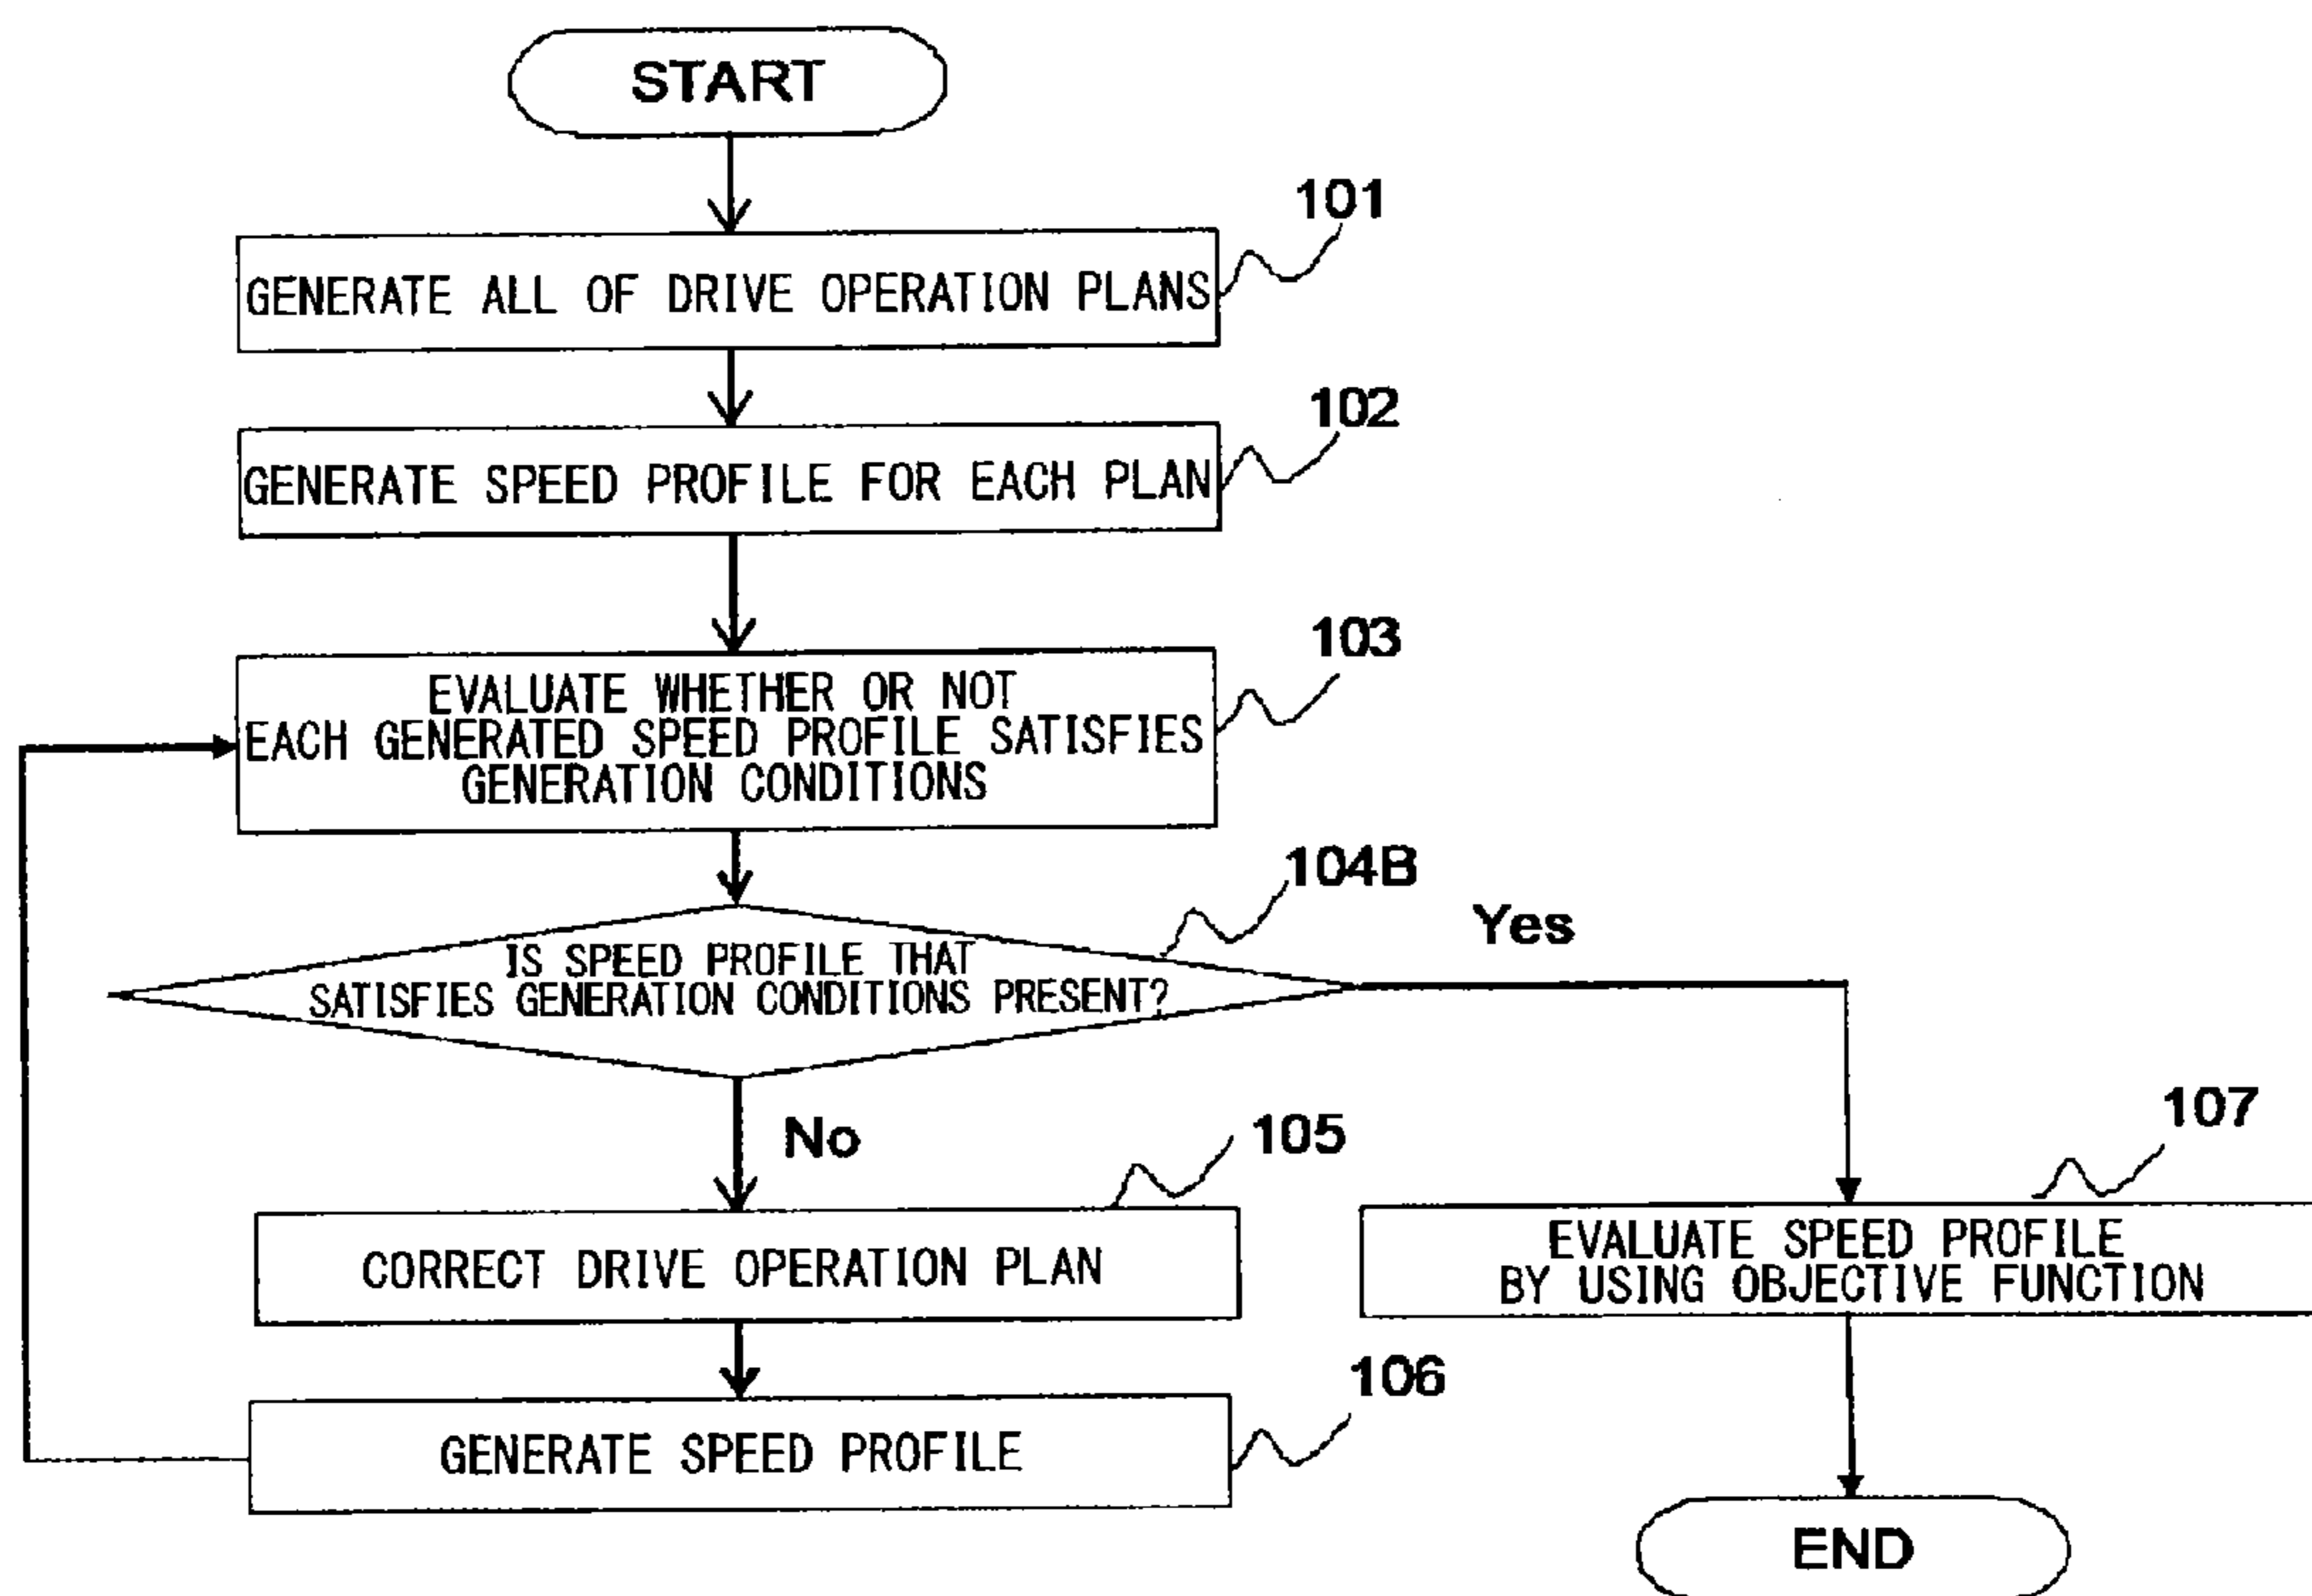 START
101
GENERATE ALL OF DRIVE OPERATION PLANS
102
GENERATE SPEED PROFILE FOR EACH PLAN
103
EVALUATE WHETHER OR NOT
EACH GENERATED SPEED PROFILE SATISFIES
GENERATION CONDITIONS
104B
IS SPEED PROFILE THAT
SATISFIES GENERATION CONDITIONS PRESENT?
Yes
No
105
CORRECT DRIVE OPERATION PLAN
106
GENERATE SPEED PROFILE
107
EVALUATE SPEED PROFILE
BY USING OBJECTIVE FUNCTION
END